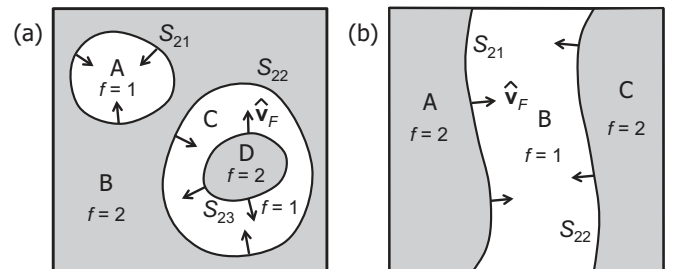 (a)
S21
A
f = 1
S22
C
v̂F
D
f = 2
B
f = 2
S23
f = 1
(b)
S21
A
f = 2
v̂F
B
f = 1
C
f = 2
S22